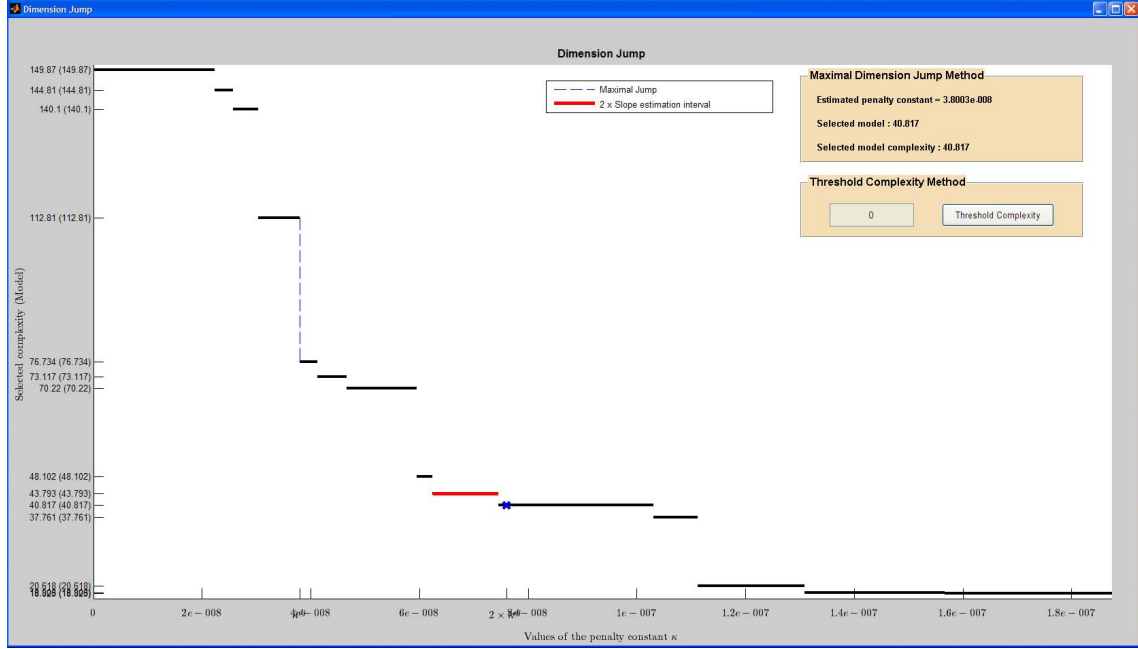 Dimension Jump
Dimension Jump
149.87 (149.87)
144.81 (144.81)
140.1 (140.1)
112.81 (112.81)
76.734 (76.734)
73.117 (73.117)
70.22 (70.22)
48.102 (48.102)
43.793 (43.793)
40.817 (40.817)
37.761 (37.761)
20.618 (20.618)
Selected complexity (Model)
Maximal Jump
2 x Slope estimation interval
Maximal Dimension Jump Method
Estimated penalty constant = 3.8003e-008
Selected model : 40.817
Selected model complexity : 40.817
Threshold Complexity Method
0 Threshold Complexity
0 2e − 008 6e − 008 2 × 1e − 007 1.2e − 007 1.4e − 007 1.6e − 007 1.8e − 007
Values of the penalty constant κ